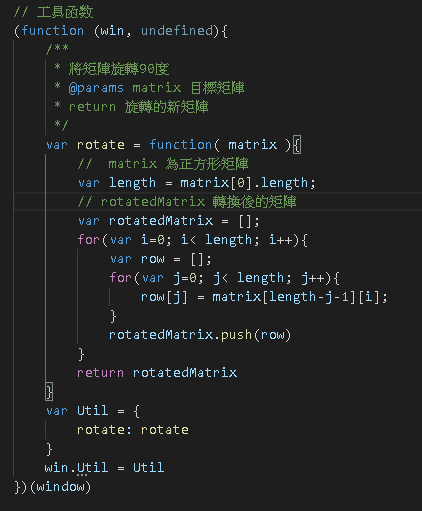 // 工具函数
(function (win, undefined){
    /**
     * 將矩陣旋轉90度
     * @params matrix 目標矩陣
     * return 旋轉的新矩陣
     */
    var rotate = function( matrix ){
        //  matrix 為正方形矩陣
        var length = matrix[0].length;
        // rotatedMatrix 轉換後的矩陣
        var rotatedMatrix = [];
        for(var i=0; i< length; i++){
            var row = [];
            for(var j=0; j< length; j++){
                row[j] = matrix[length-j-1][i];
            }
            rotatedMatrix.push(row)
        }
        return rotatedMatrix
    }
    var Util = {
        rotate: rotate
    }
    win.Util = Util
})(window)